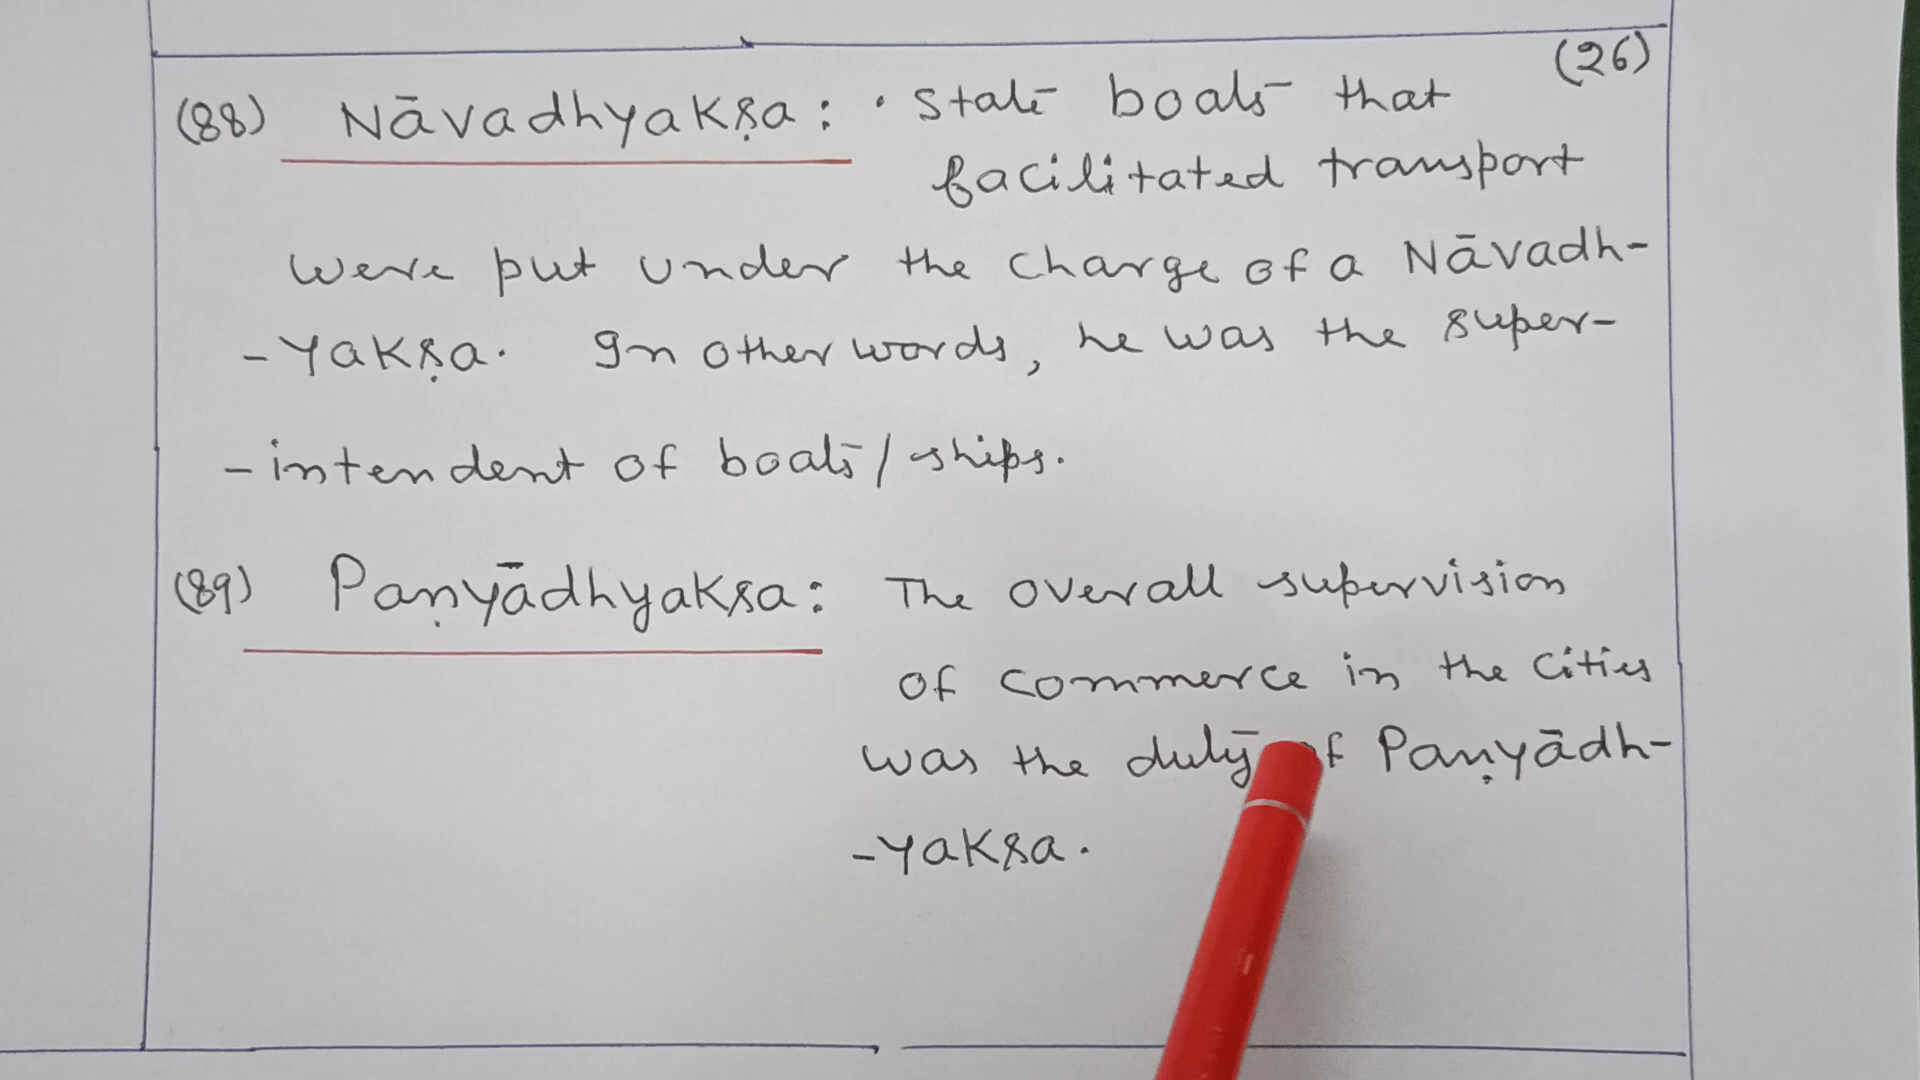 (26)
(88) Nāvadhyakṣa: • State boats that
facilitated transport
were put under the charge of a Nāvadh-
-yakṣa. In other words, he was the super-
-intendent of boats/ships.
(89) Paṇyādhyaksa: The overall supervision
of commerce in the cities
was the duty of Paṇyādh-
-yaksa.